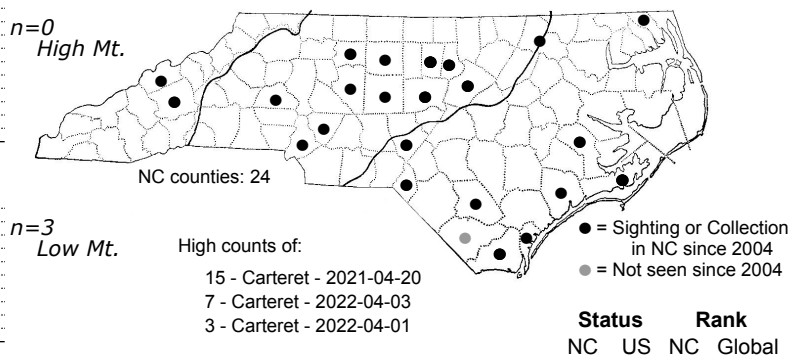 n=0
High Mt.
NC counties: 24
n=3
Low Mt.
High counts of:
15 - Carteret - 2021-04-20
7 - Carteret - 2022-04-03
3 - Carteret - 2022-04-01
= Sighting or Collection
in NC since 2004
= Not seen since 2004
Status Rank
NC US NC Global